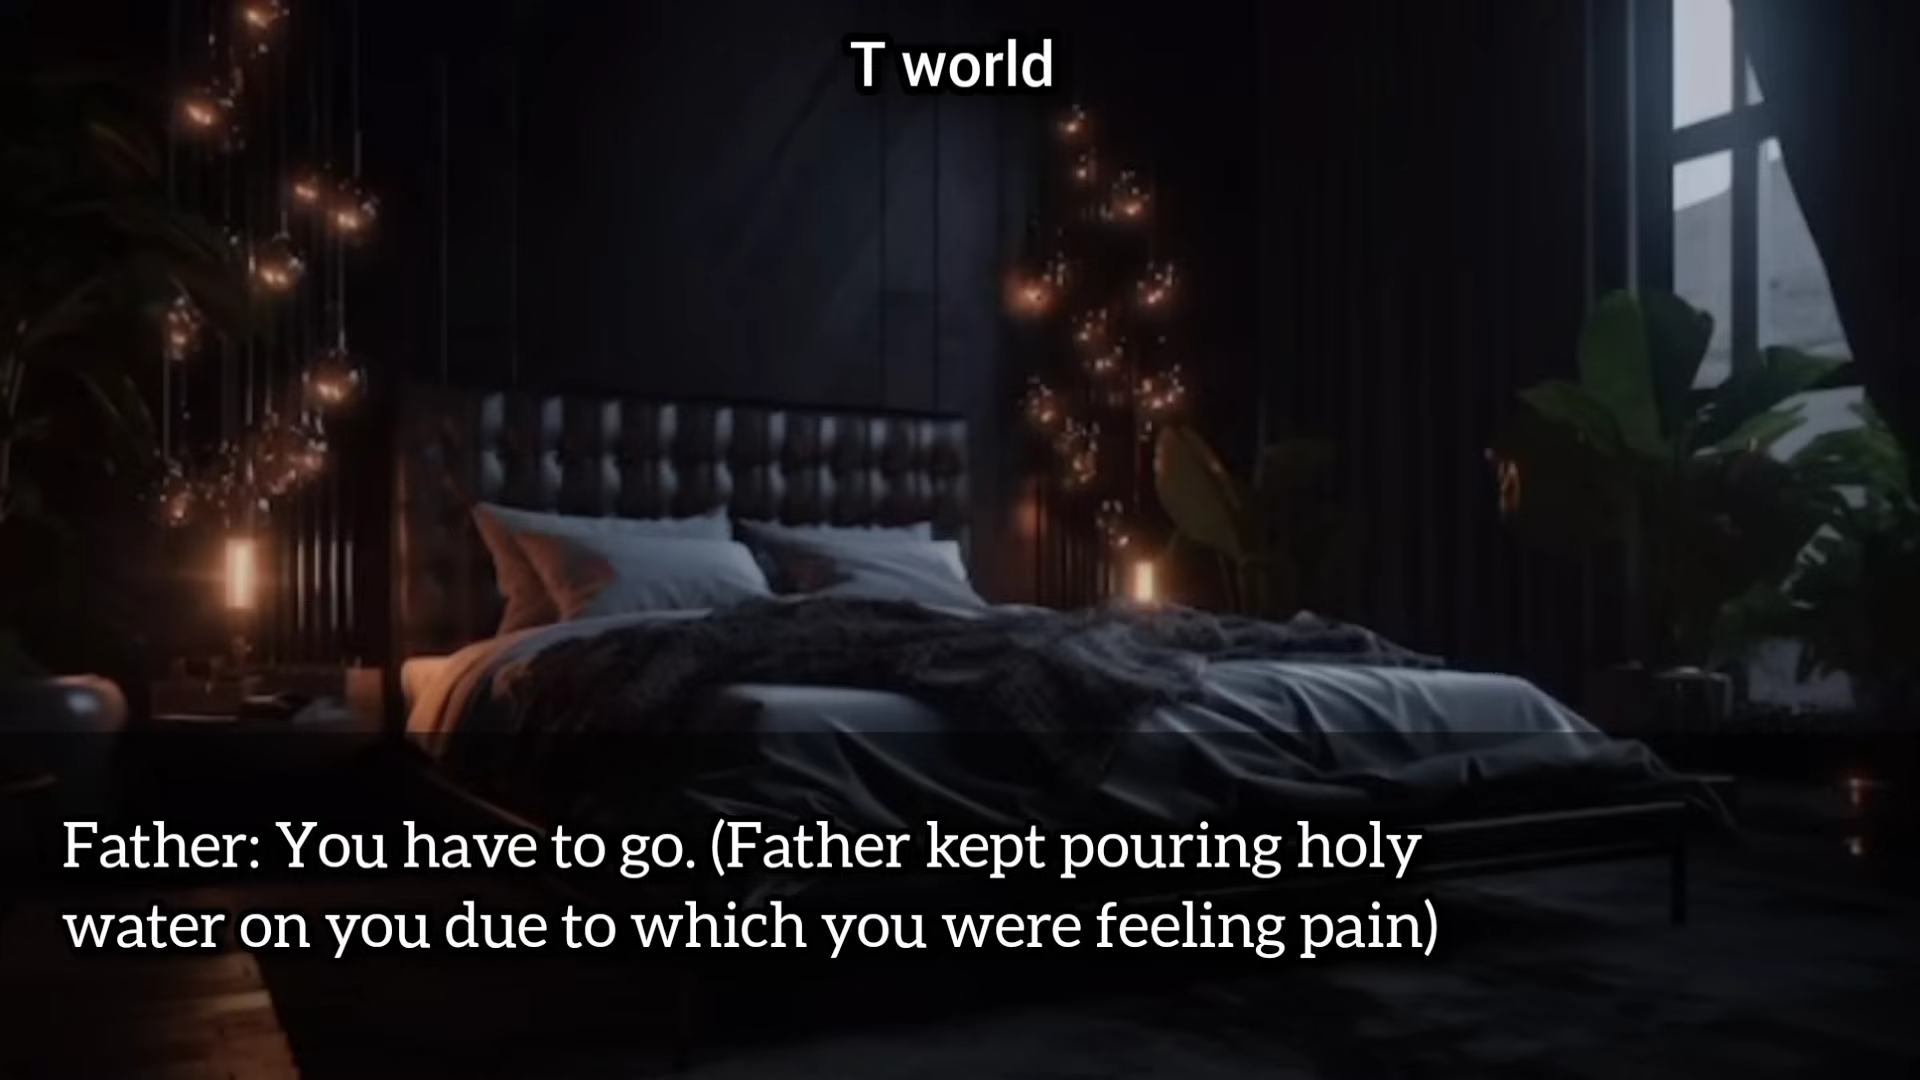 T world
Father: You have to go. (Father kept pouring holy
water on you due to which you were feeling pain)